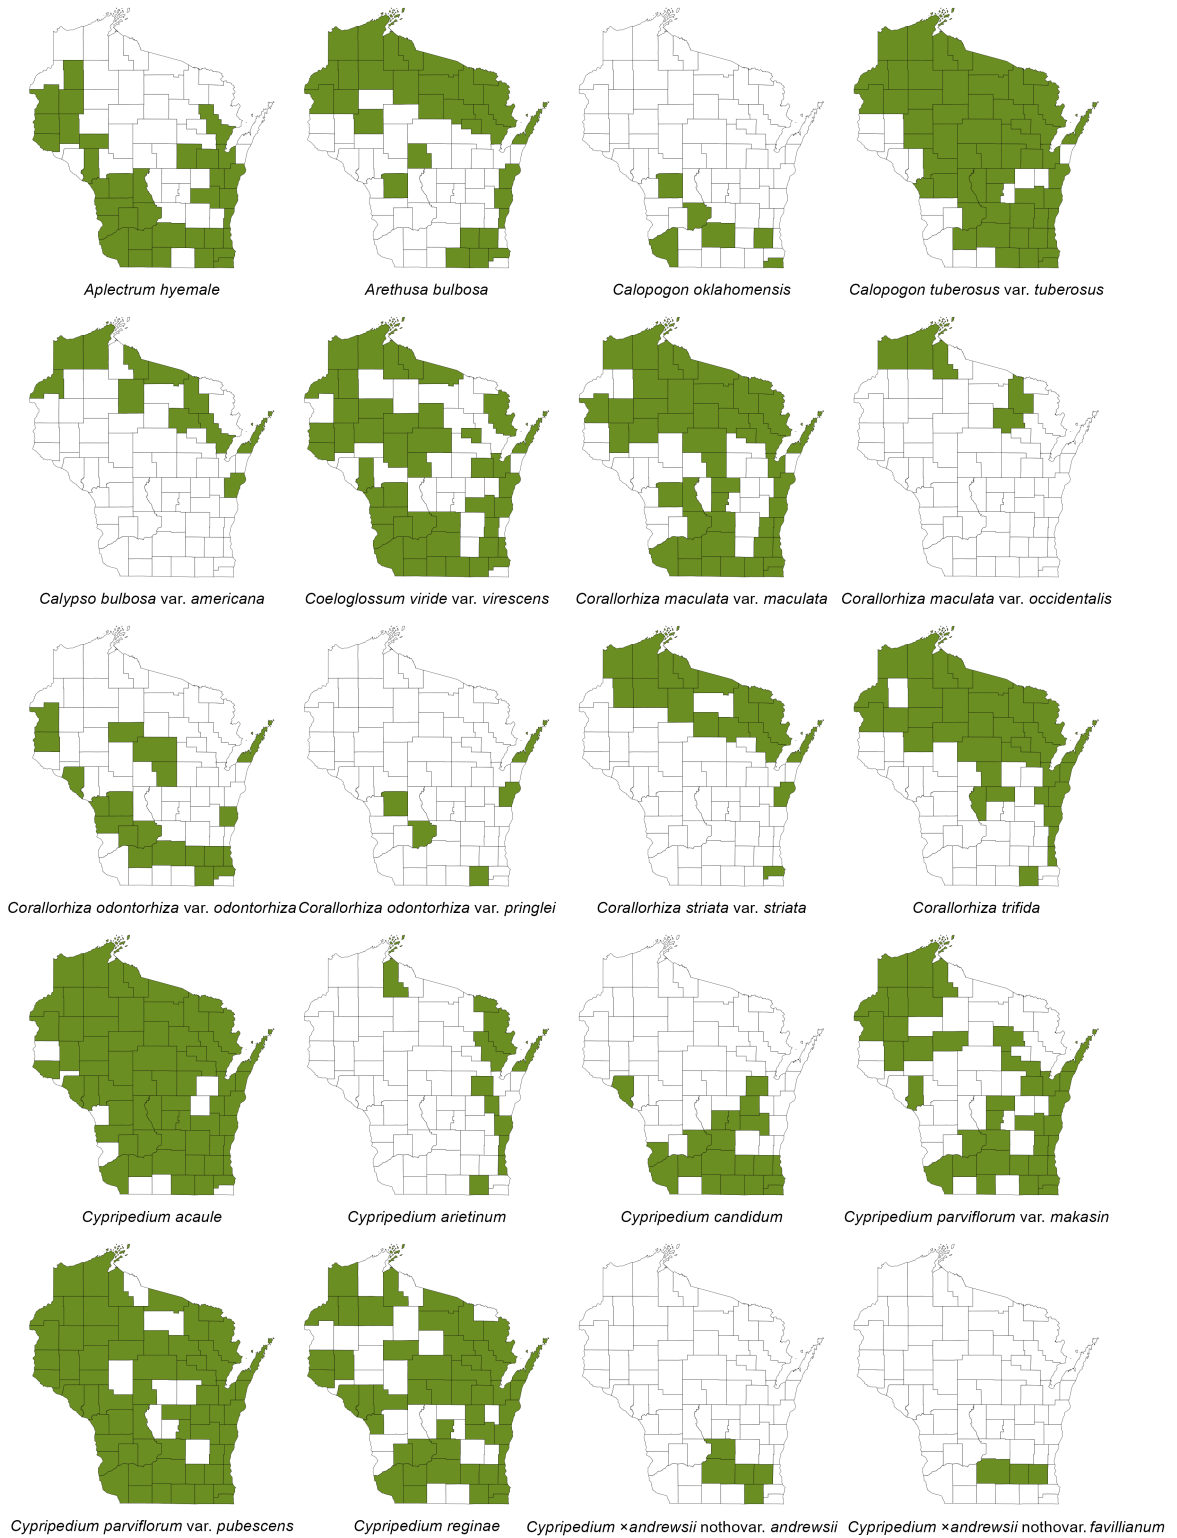 Aplectrum hyemale
Arethusa bulbosa
Calopogon oklahomensis
Calopogon tuberosus var. tuberosus
Calypso bulbosa var. americana
Coeloglossum viride var. virescens
Corallorhiza maculata var. maculata
Corallorhiza maculata var. occidentalis
Corallorhiza odontorhiza var. odontorhiza
Corallorhiza odontorhiza var. pringlei
Corallorhiza striata var. striata
Corallorhiza trifida
Cypripedium acaule
Cypripedium arietinum
Cypripedium candidum
Cypripedium parviflorum var. makasin
Cypripedium parviflorum var. pubescens
Cypripedium reginae
Cypripedium ×andrewsii nothovar. andrewsii
Cypripedium ×andrewsii nothovar. favillianum